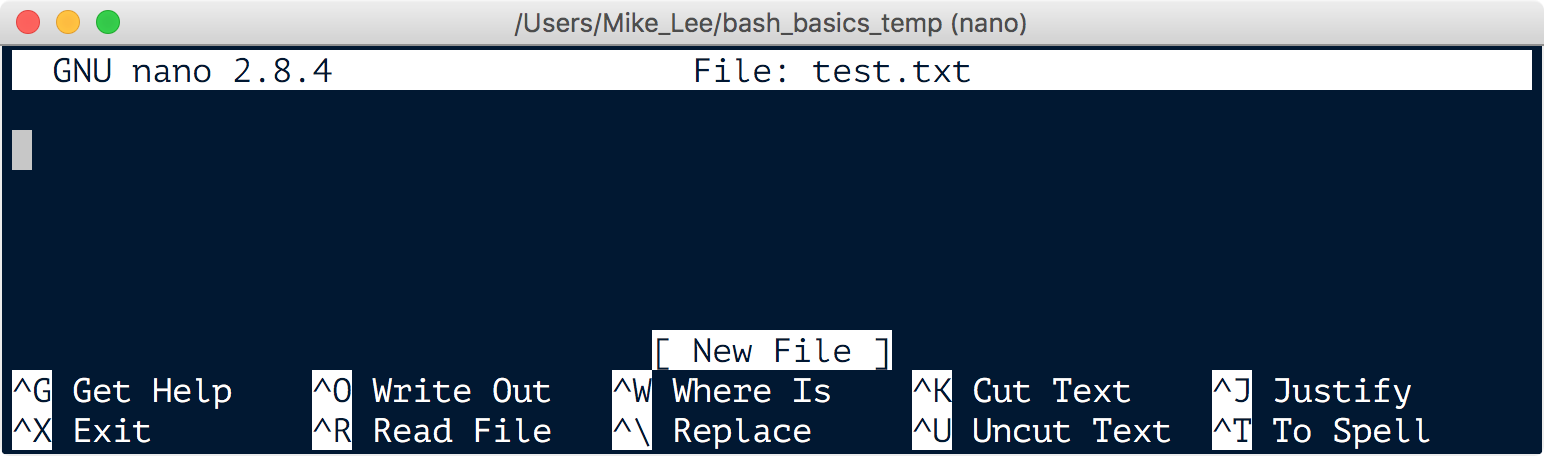 /Users/Mike_Lee/bash_basics_temp (nano)
GNU nano 2.8.4 File: test.txt
[ New File ]
^G Get Help ^O Write Out ^W Where Is ^K Cut Text ^J Justify
^X Exit ^R Read File ^\ Replace ^U Uncut Text ^T To Spell